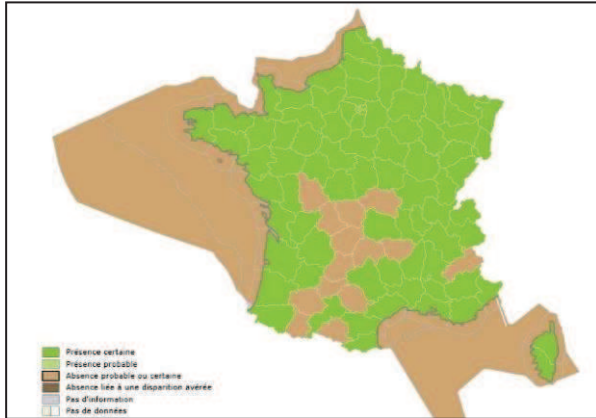 Présence certaine
Présence probable
Absence probable ou certaine
Absence liée à une disparition avérée
Pas d'information
Pas de données